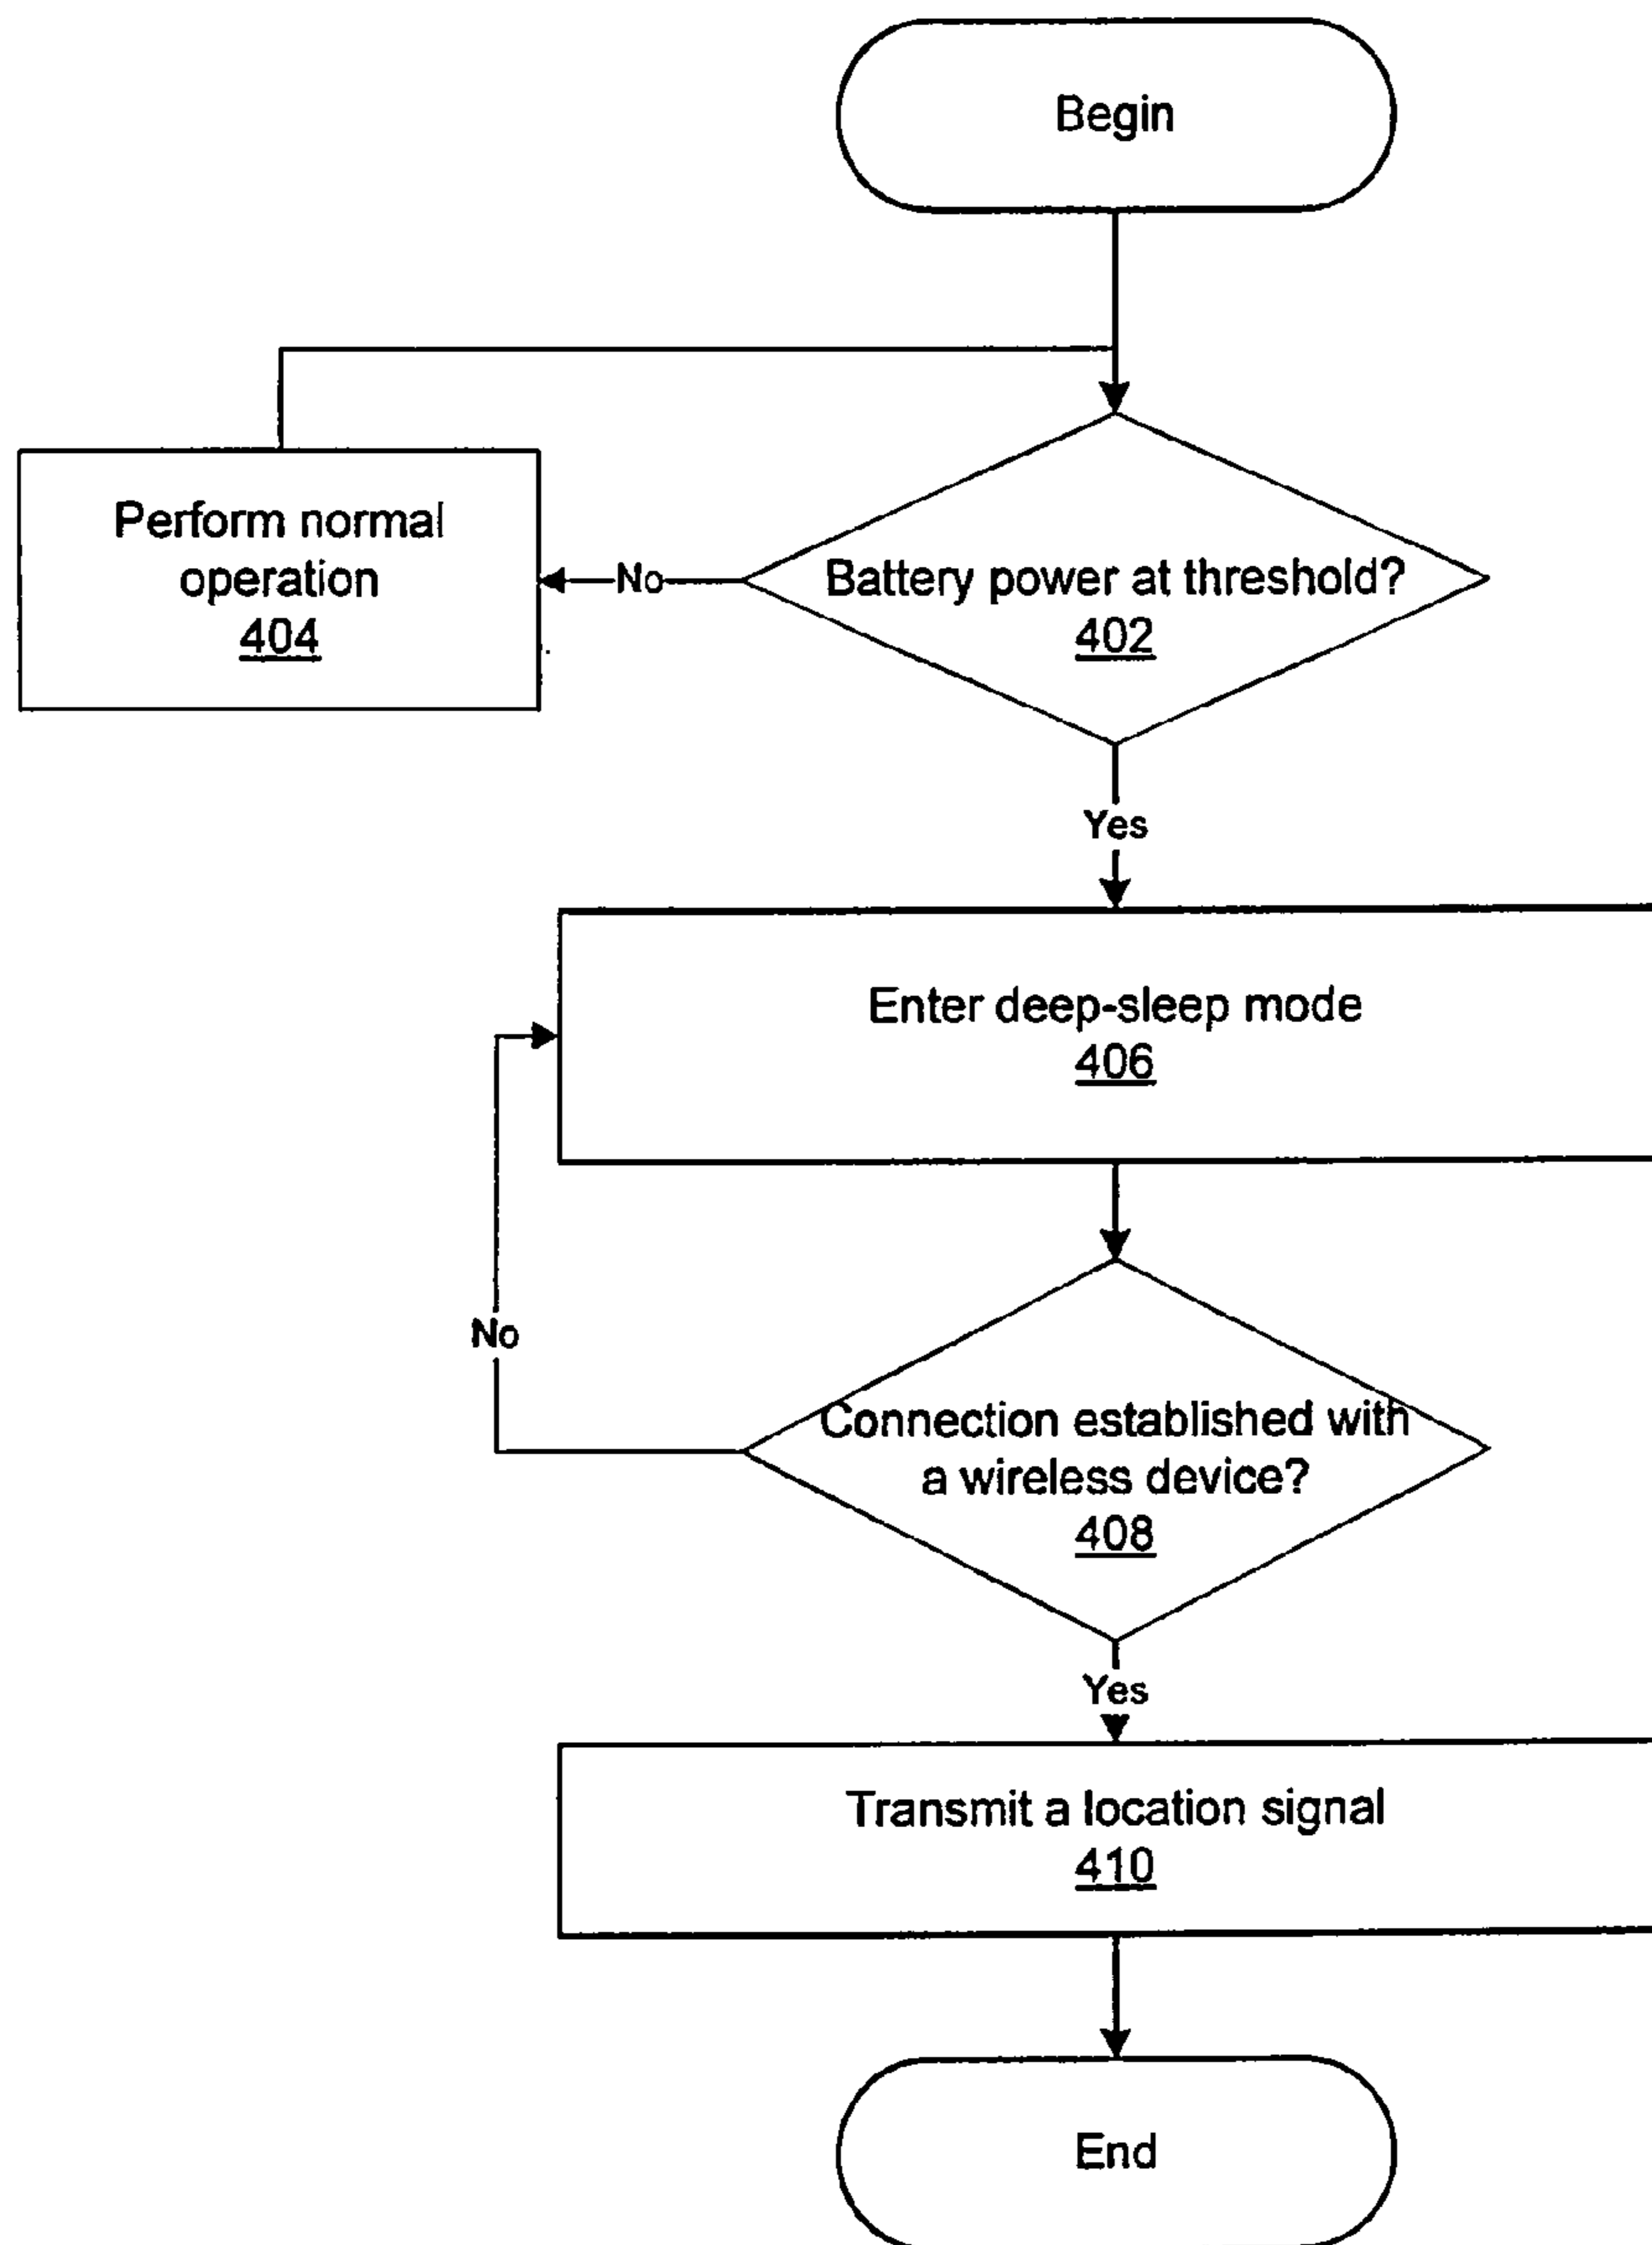 Begin
Perform normal
operation
404
No
Battery power at threshold?
402
Yes
Enter deep-sleep mode
406
No
Connection established with
a wireless device?
408
Yes
Transmit a location signal
410
End